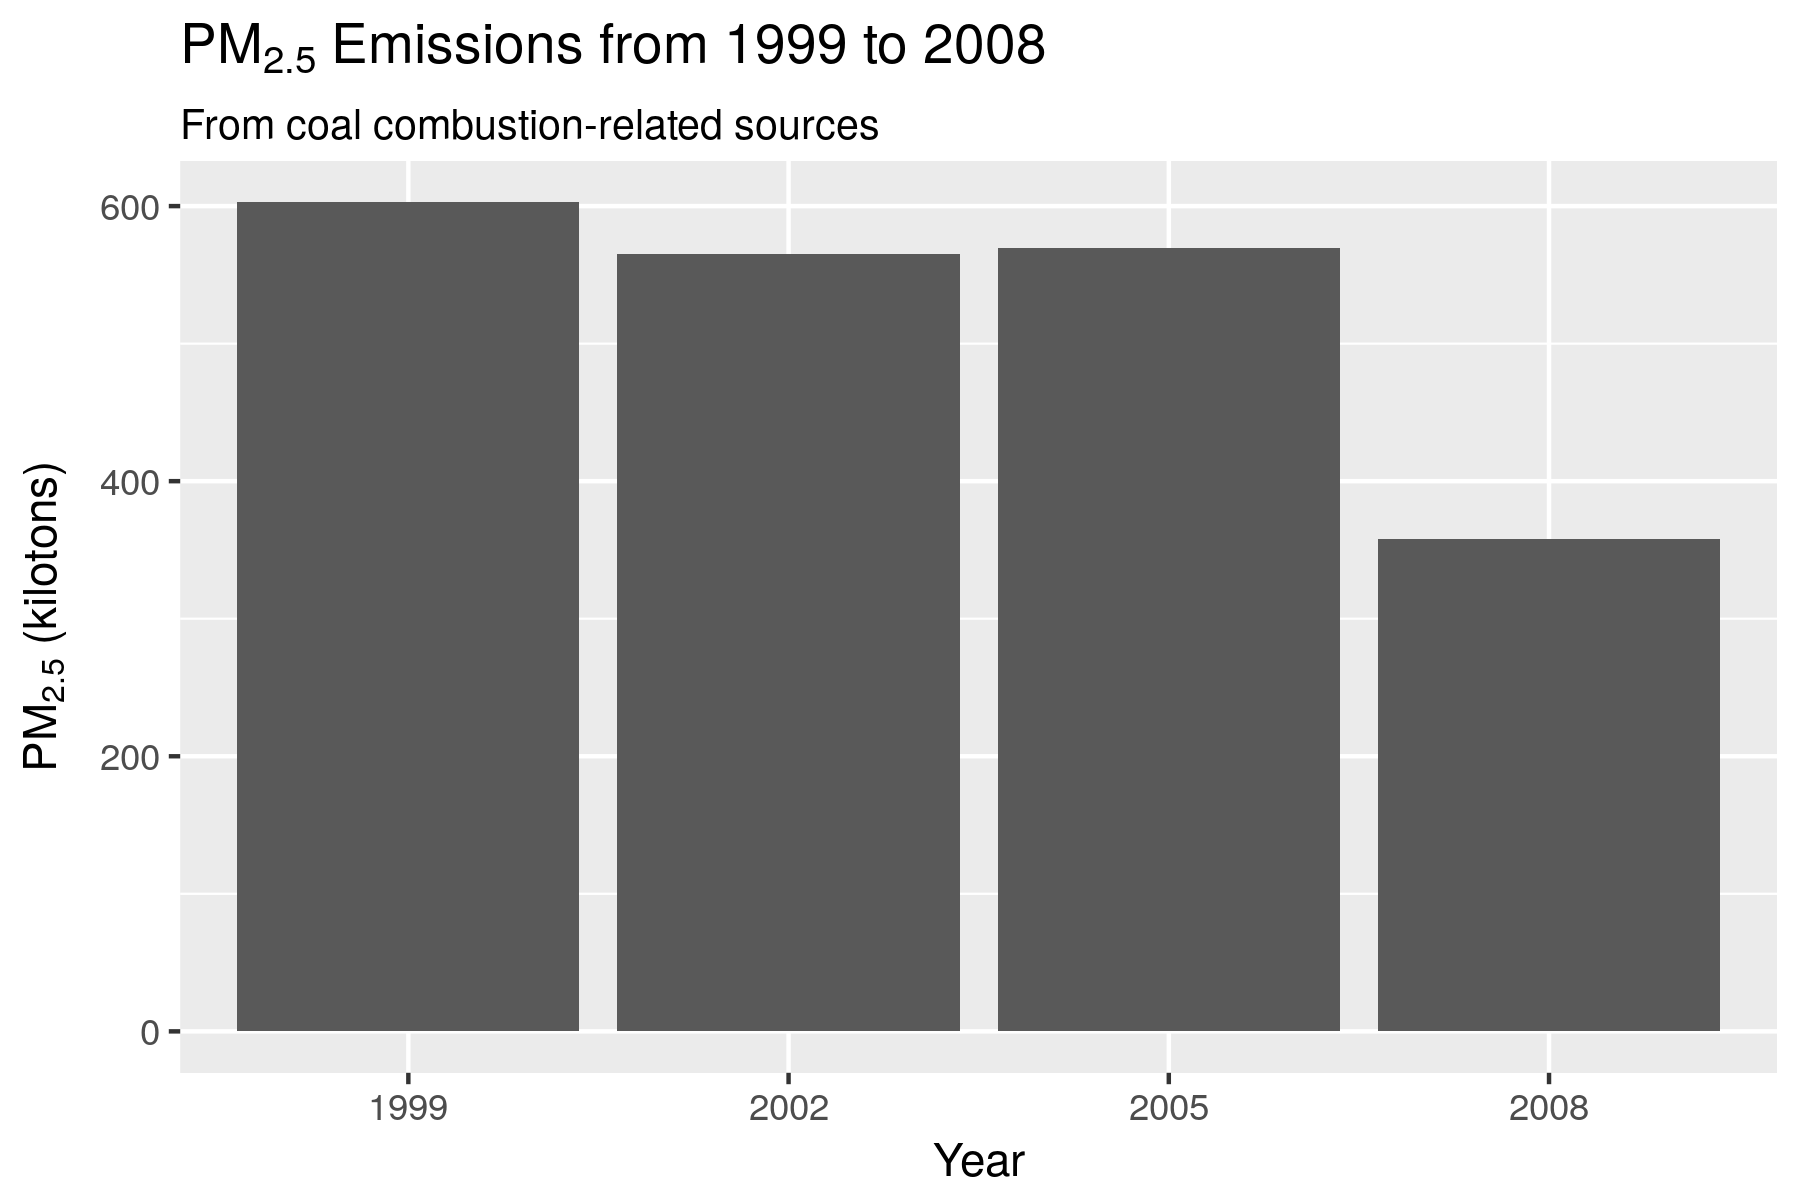 PM2.5 Emissions from 1999 to 2008
From coal combustion-related sources
PM2.5 (kilotons)
600
400
200
0
1999 2002 2005 2008
Year